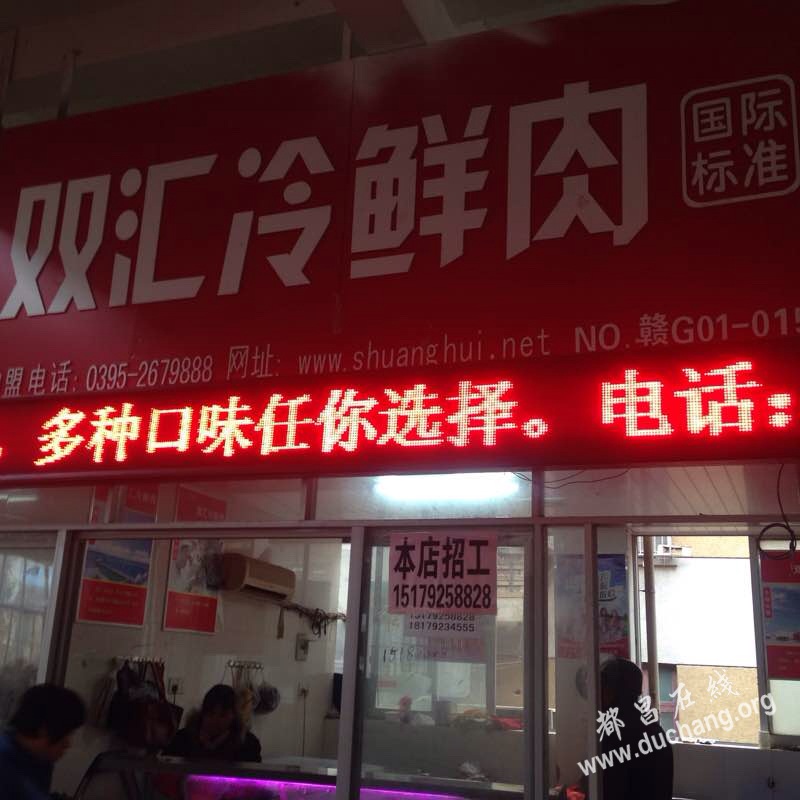 双汇冷鲜肉
国际
标准
盟电话: 0395-2679888 网址: www.shuanghui.net NO.赣G01-015
多种口味任你选择。电话:
本店招工
15179258828
15179258828
18179234555
都昌在线
www.duchang.org